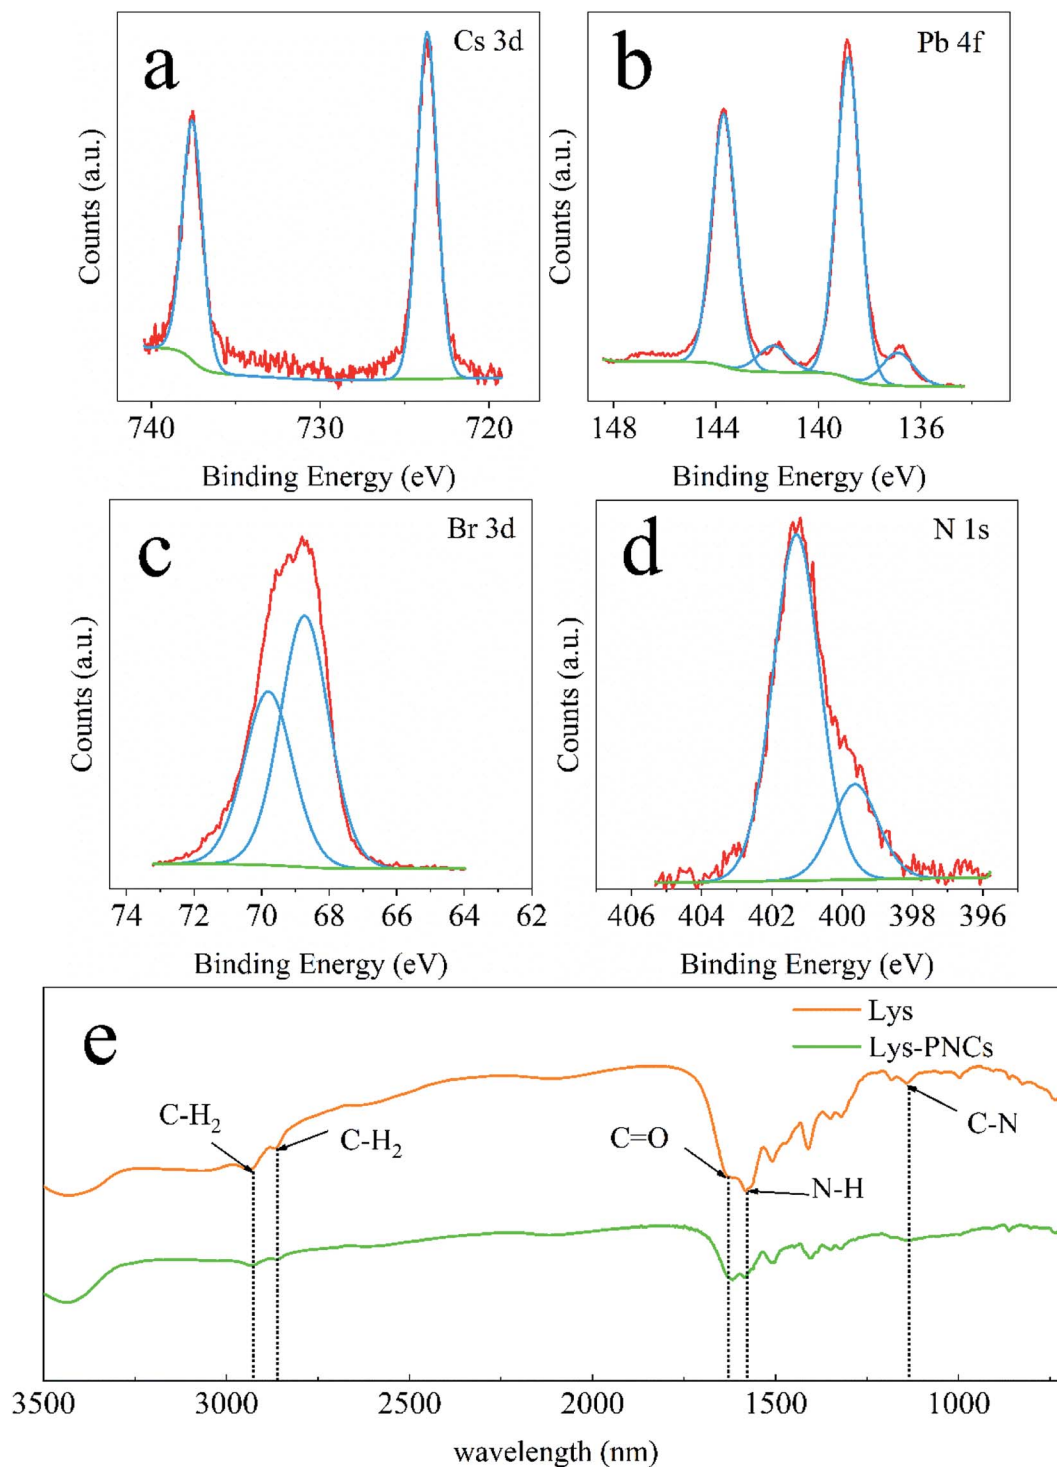 a
Cs 3d
Counts (a.u.)
740 730 720
Binding Energy (eV)
b
Pb 4f
Counts (a.u.)
148 144 140 136
Binding Energy (eV)
c
Br 3d
Counts (a.u.)
74 72 70 68 66 64 62
Binding Energy (eV)
d
N 1s
Counts (a.u.)
406 404 402 400 398 396
Binding Energy (eV)
e
Lys
Lys-PNCs
C-H₂
C-H₂
C=O
N-H
C-N
3500 3000 2500 2000 1500 1000
wavelength (nm)